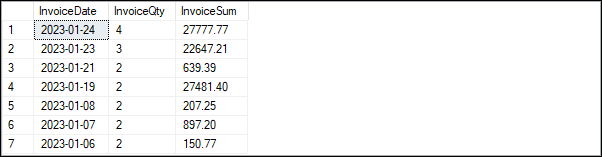 InvoiceDate InvoiceQty InvoiceSum
1 2023-01-24 4 27777.77
2 2023-01-23 3 22647.21
3 2023-01-21 2 639.39
4 2023-01-19 2 27481.40
5 2023-01-08 2 207.25
6 2023-01-07 2 897.20
7 2023-01-06 2 150.77